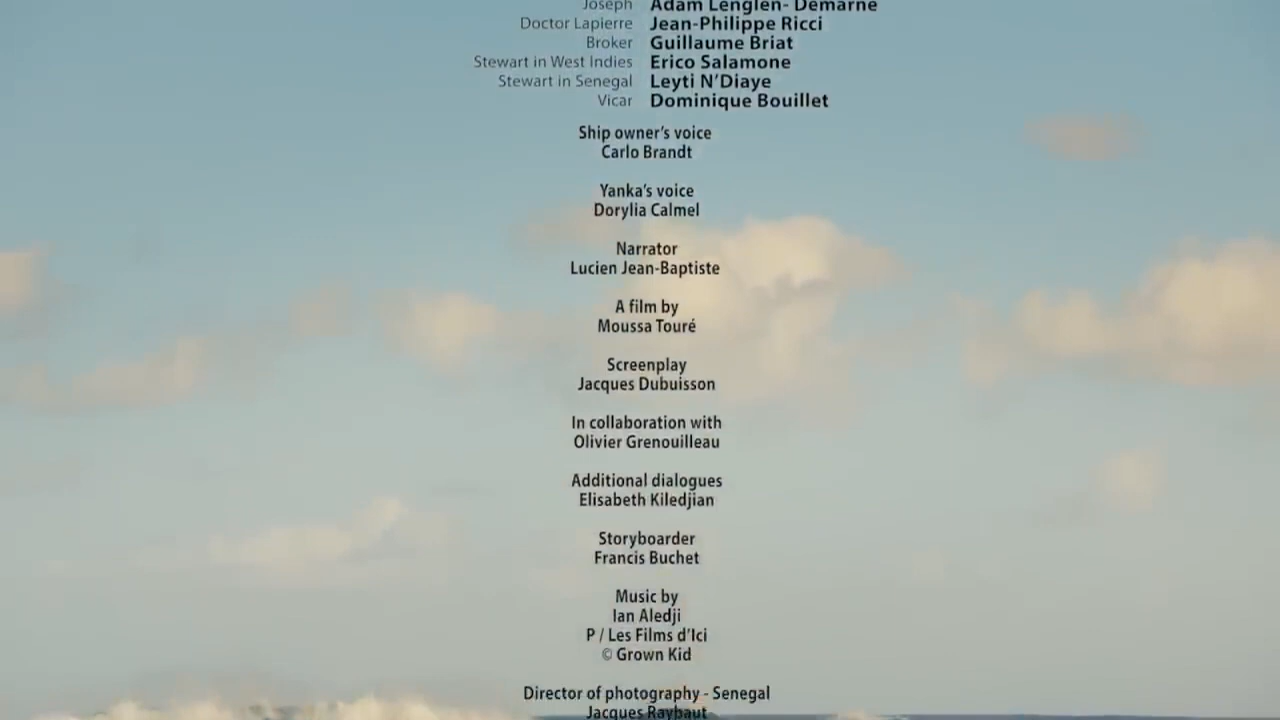 Joseph Adam Lenglen- Demarne
Doctor Lapierre Jean-Philippe Ricci
Broker Guillaume Briat
Stewart in West Indies Erico Salamone
Stewart in Senegal Leyti N'Diaye
Vicar Dominique Bouillet
Ship owner's voice
Carlo Brandt
Yanka's voice
Dorylia Calmel
Narrator
Lucien Jean-Baptiste
A film by
Moussa Touré
Screenplay
Jacques Dubuisson
In collaboration with
Olivier Grenouilleau
Additional dialogues
Elisabeth Kiledjian
Storyboarder
Francis Buchet
Music by
Ian Aledji
P / Les Films d'Ici
© Grown Kid
Director of photography - Senegal
Jacques Raybaut